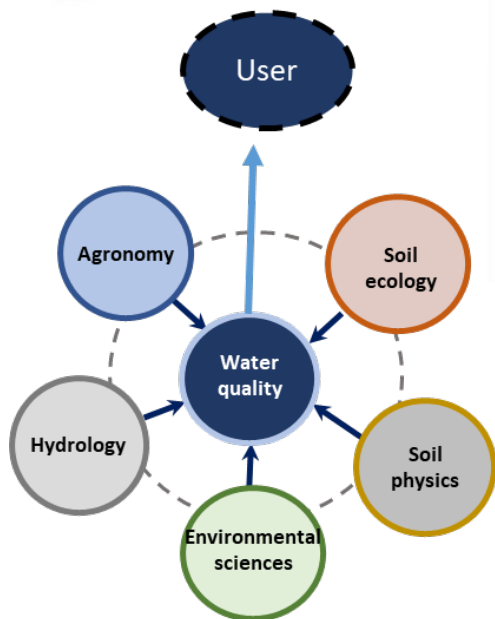 User
Agronomy
Soil
ecology
Water
quality
Hydrology
Soil
physics
Environmental
sciences